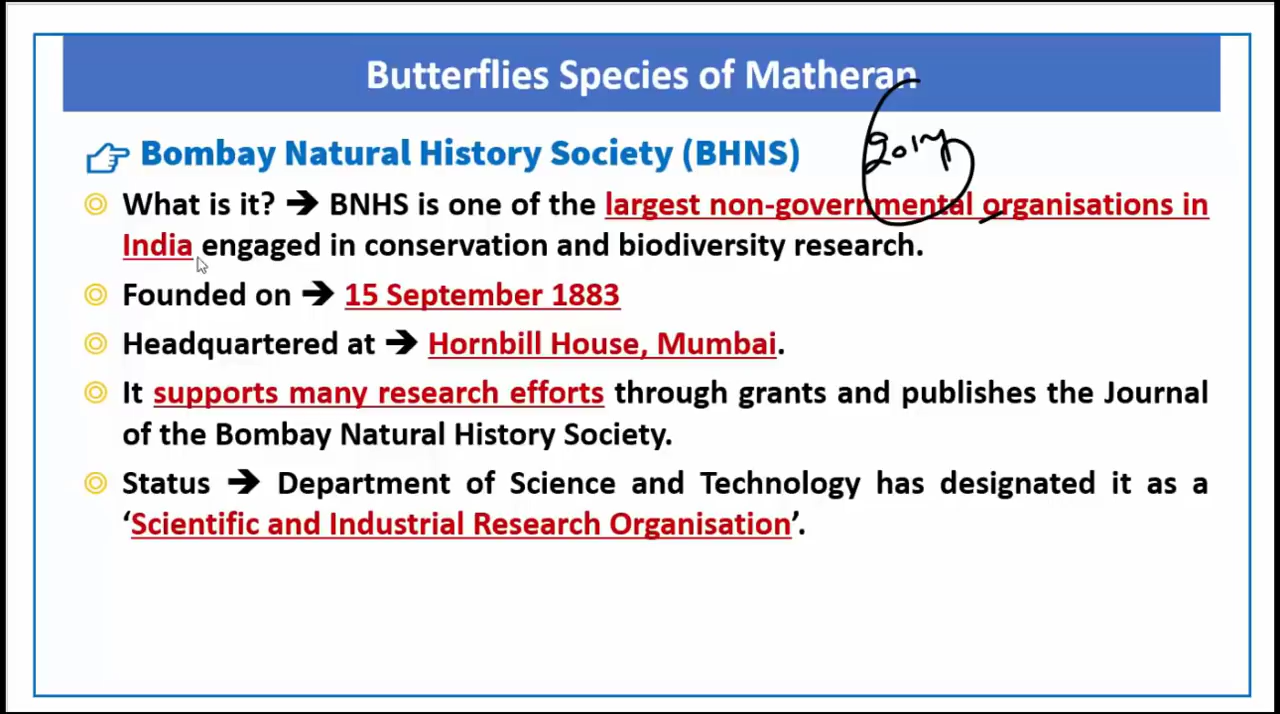 Butterflies Species of Matheran
Bombay Natural History Society (BHNS)
2014
What is it? → BNHS is one of the largest non-governmental organisations in
India engaged in conservation and biodiversity research.
Founded on → 15 September 1883
Headquartered at → Hornbill House, Mumbai.
It supports many research efforts through grants and publishes the Journal
of the Bombay Natural History Society.
Status → Department of Science and Technology has designated it as a
‘Scientific and Industrial Research Organisation’.